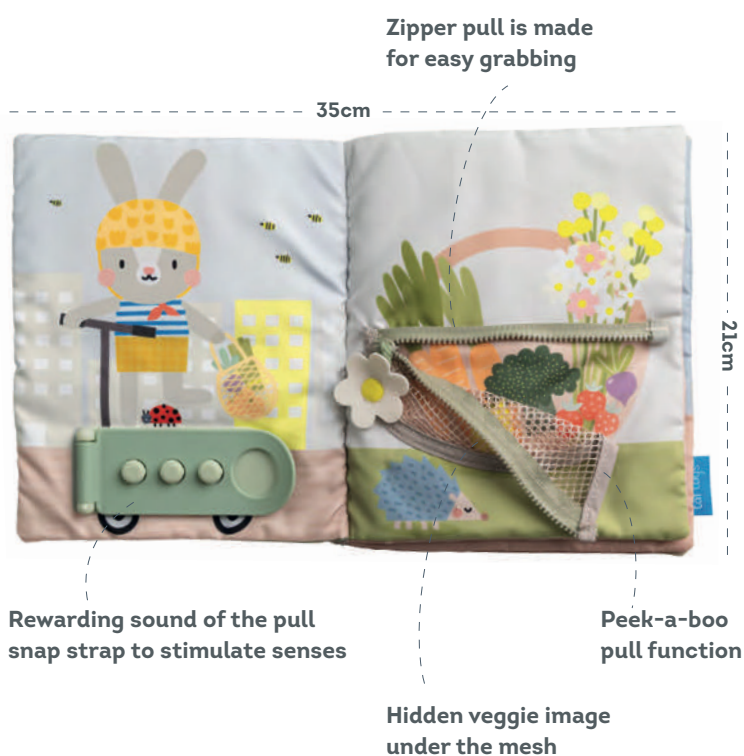 Zipper pull is made
for easy grabbing
35cm
21cm
Rewarding sound of the pull
snap strap to stimulate senses
Peek-a-boo
pull function
Hidden veggie image
under the mesh